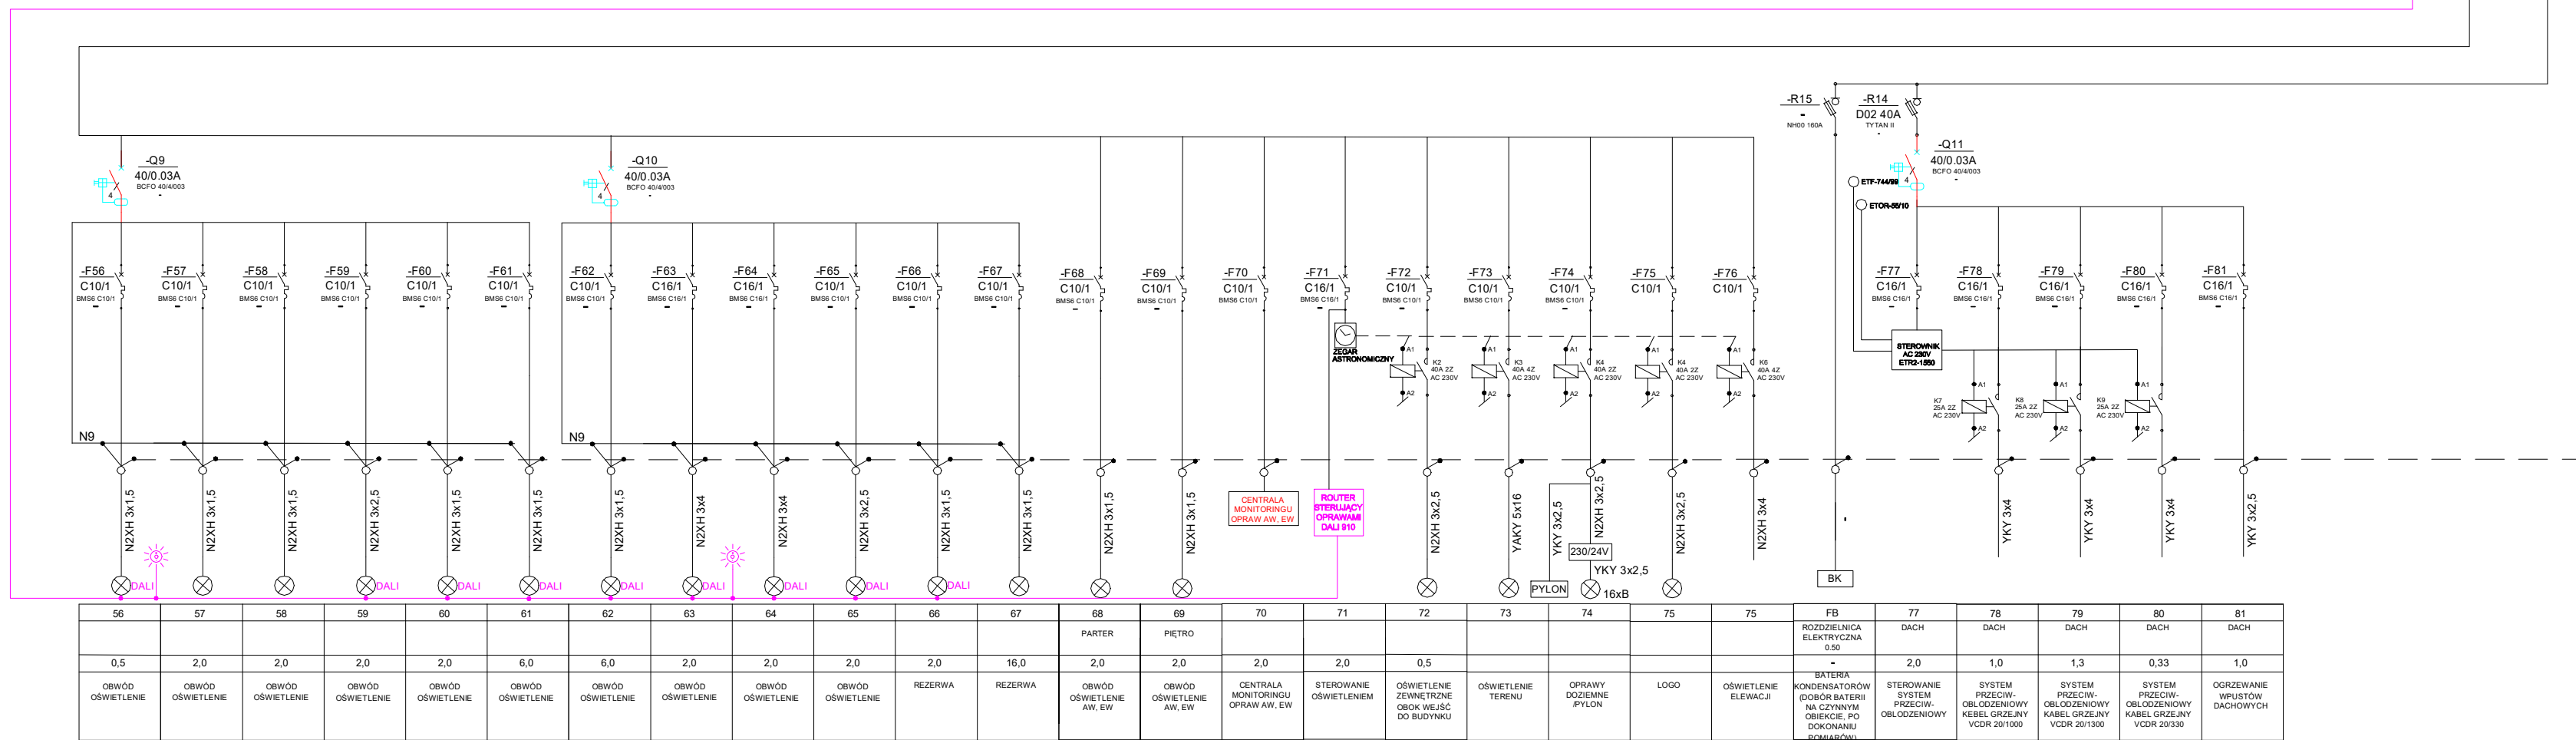 -R15
-
NH00 160A
-R14
D02 40A
TYTAN II
-
-Q9
40/0.03A
BCFO 40/4/003
-
4
-Q10
40/0.03A
BCFO 40/4/003
-
4
-Q11
40/0.03A
BCFO 40/4/003
-
4
ETF-744/99
ETOR-55/10
-F56
C10/1
BMS6 C10/1
-
-F57
C10/1
BMS6 C10/1
-
-F58
C10/1
BMS6 C10/1
-
-F59
C10/1
BMS6 C10/1
-
-F60
C10/1
BMS6 C10/1
-
-F61
C10/1
BMS6 C10/1
-
-F62
C10/1
BMS6 C10/1
-
-F63
C16/1
BMS6 C16/1
-
-F64
C16/1
BMS6 C16/1
-
-F65
C10/1
BMS6 C10/1
-
-F66
C10/1
BMS6 C10/1
-
-F67
C10/1
BMS6 C10/1
-
-F68
C10/1
BMS6 C10/1
-
-F69
C10/1
BMS6 C10/1
-
-F70
C10/1
BMS6 C10/1
-
-F71
C16/1
BMS6 C16/1
-
-F72
C10/1
BMS6 C10/1
-
-F73
C10/1
BMS6 C10/1
-
-F74
C10/1
BMS6 C10/1
-
-F75
C10/1
-F76
C10/1
-F77
C16/1
BMS6 C16/1
-
-F78
C16/1
BMS6 C16/1
-
-F79
C16/1
BMS6 C16/1
-
-F80
C16/1
BMS6 C16/1
-
-F81
C16/1
BMS6 C16/1
-
ZEGAR
ASTRONOMICZNY
A1
K2
40A 2Z
AC 230V
A2
A1
K3
40A 4Z
AC 230V
A2
A1
K4
40A 2Z
AC 230V
A2
A1
K4
40A 2Z
AC 230V
A2
A1
K6
40A 4Z
AC 230V
A2
STEROWNIK
AC 230V
ETR2-1550
K7
25A 2Z
AC 230V
A1
A2
K8
25A 2Z
AC 230V
A1
A2
K9
25A 2Z
AC 230V
A1
A2
N9
N9
N2XH 3x1,5
N2XH 3x1,5
N2XH 3x1,5
N2XH 3x2,5
N2XH 3x1,5
N2XH 3x1,5
N2XH 3x1,5
N2XH 3x4
N2XH 3x4
N2XH 3x2,5
N2XH 3x1,5
N2XH 3x1,5
N2XH 3x1,5
N2XH 3x1,5
CENTRALA
MONITORINGU
OPRAW AW, EW
ROUTER
STERUJĄCY
OPRAWAMI
DALI 910
N2XH 3x2,5
YAKY 5x16
YKY 3x2,5
N2XH 3x2,5
230/24V
YKY 3x2,5
PYLON
16xB
N2XH 3x2,5
N2XH 3x4
-
BK
YKY 3x4
YKY 3x4
YKY 3x4
YKY 3x2,5
DALI
DALI
DALI
DALI
DALI
DALI
DALI
DALI
DALI
56 57 58 59 60 61 62 63 64 65 66 67 68 69 70 71 72 73 74 75 75 FB 77 78 79 80 81
PARTER PIĘTRO
ROZDZIELNICA
ELEKTRYCZNA
0.50
DACH DACH DACH DACH DACH
0,5 2,0 2,0 2,0 2,0 6,0 6,0 2,0 2,0 2,0 2,0 16,0 2,0 2,0 2,0 2,0 0,5 - 2,0 1,0 1,3 0,33 1,0
OBWÓD
OŚWIETLENIE
OBWÓD
OŚWIETLENIE
OBWÓD
OŚWIETLENIE
OBWÓD
OŚWIETLENIE
OBWÓD
OŚWIETLENIE
OBWÓD
OŚWIETLENIE
OBWÓD
OŚWIETLENIE
OBWÓD
OŚWIETLENIE
OBWÓD
OŚWIETLENIE
OBWÓD
OŚWIETLENIE
REZERWA
REZERWA
OBWÓD
OŚWIETLENIE
AW, EW
OBWÓD
OŚWIETLENIE
AW, EW
CENTRALA
MONITORINGU
OPRAW AW, EW
STEROWANIE
OŚWIETLENIEM
OŚWIETLENIE
ZEWNĘTRZNE
OBOK WEJŚĆ
DO BUDYNKU
OŚWIETLENIE
TERENU
OPRAWY
DOZIEMNE
/PYLON
LOGO
OŚWIETLENIE
ELEWACJI
BATERIA
KONDENSATORÓW
(DOBÓR BATERII
NA CZYNNYM
OBIEKCIE, PO
DOKONANIU
POMIARÓW)
STEROWANIE
SYSTEM
PRZECIW-
OBLODZENIOWY
SYSTEM
PRZECIW-
OBLODZENIOWY
KEBEL GRZEJNY
VCDR 20/1000
SYSTEM
PRZECIW-
OBLODZENIOWY
KABEL GRZEJNY
VCDR 20/1300
SYSTEM
PRZECIW-
OBLODZENIOWY
KABEL GRZEJNY
VCDR 20/330
OGRZEWANIE
WPUSTÓW
DACHOWYCH